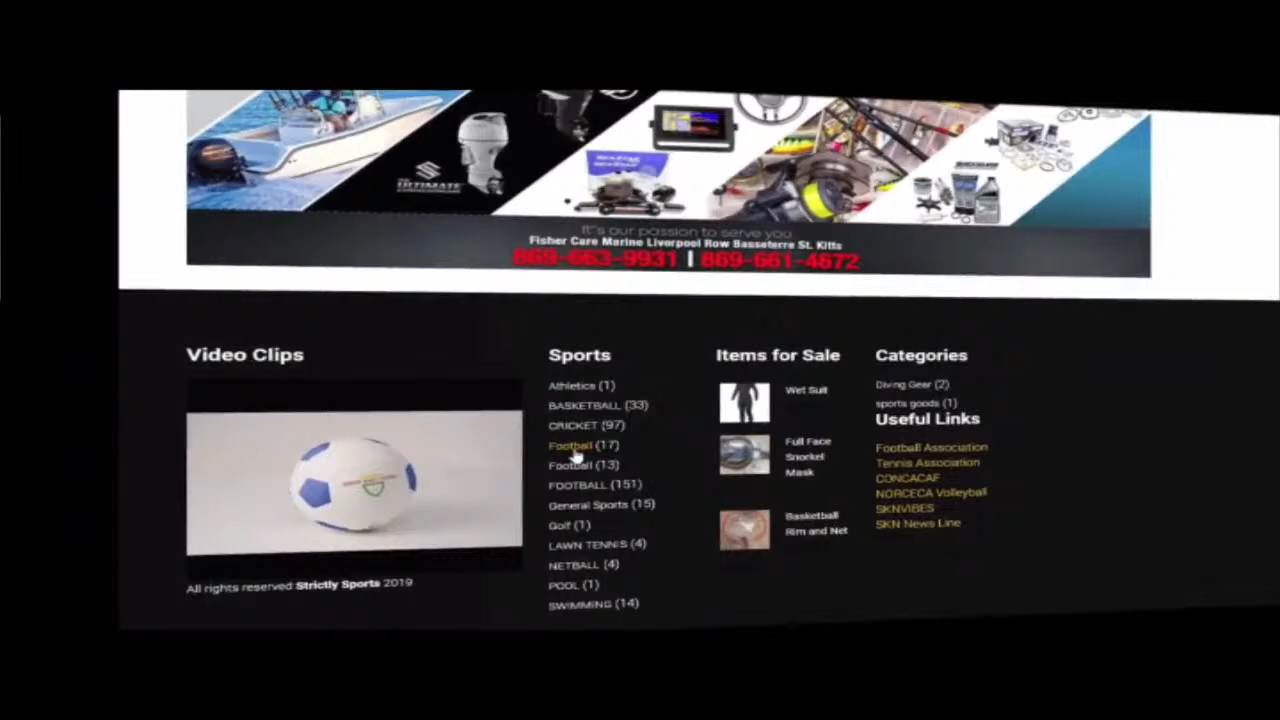 ULTIMATE
It"s our passion to serve you
Fisher Care Marine Liverpool Row Basseterre St. Kitts
869-663-9931 | 869-661-4672
Video Clips
All rights reserved Strictly Sports 2019
Sports
Athletics (1)
BASKETBALL (33)
CRICKET (97)
Football (17)
Football (13)
FOOTBALL (151)
General Sports (15)
Golf (1)
LAWN TENNIS (4)
NETBALL (4)
POOL (1)
SWIMMING (14)
Items for Sale
Wet Suit
Full Face
Snorkel
Mask
Basketball
Rim and Net
Categories
Diving Gear (2)
sports goods (1)
Useful Links
Football Association
Tennis Association
CONCACAF
NORCECA Volleyball
SKNVIBES
SKN News Line